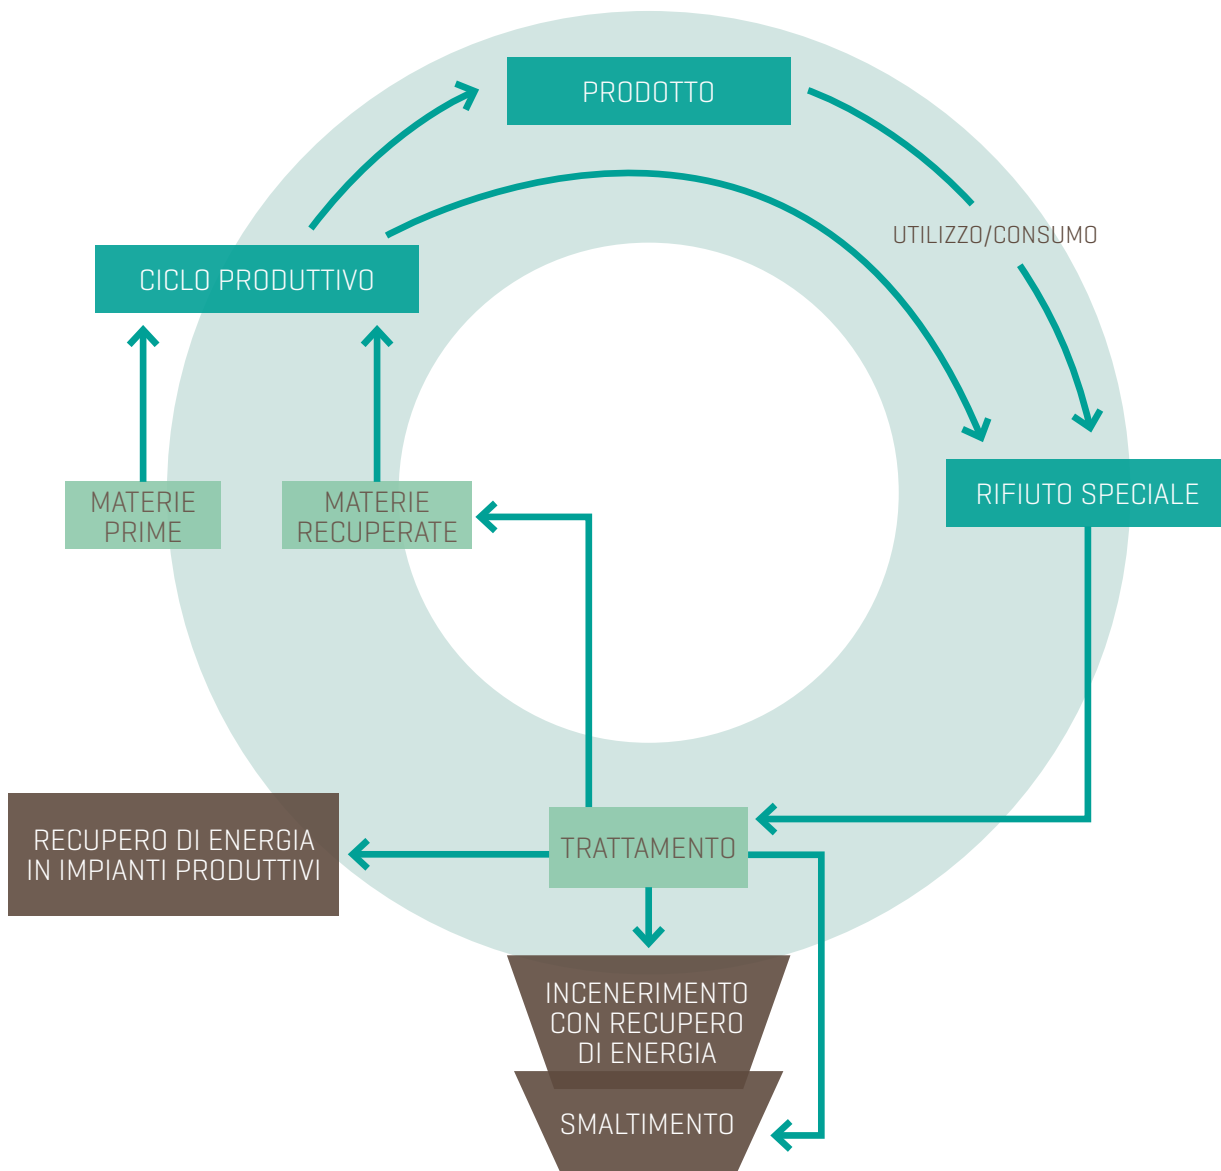 PRODOTTO
UTILIZZO/CONSUMO
CICLO PRODUTTIVO
MATERIE
PRIME
MATERIE
RECUPERATE
RIFIUTO SPECIALE
RECUPERO DI ENERGIA
IN IMPIANTI PRODUTTIVI
TRATTAMENTO
INCENERIMENTO
CON RECUPERO
DI ENERGIA
SMALTIMENTO